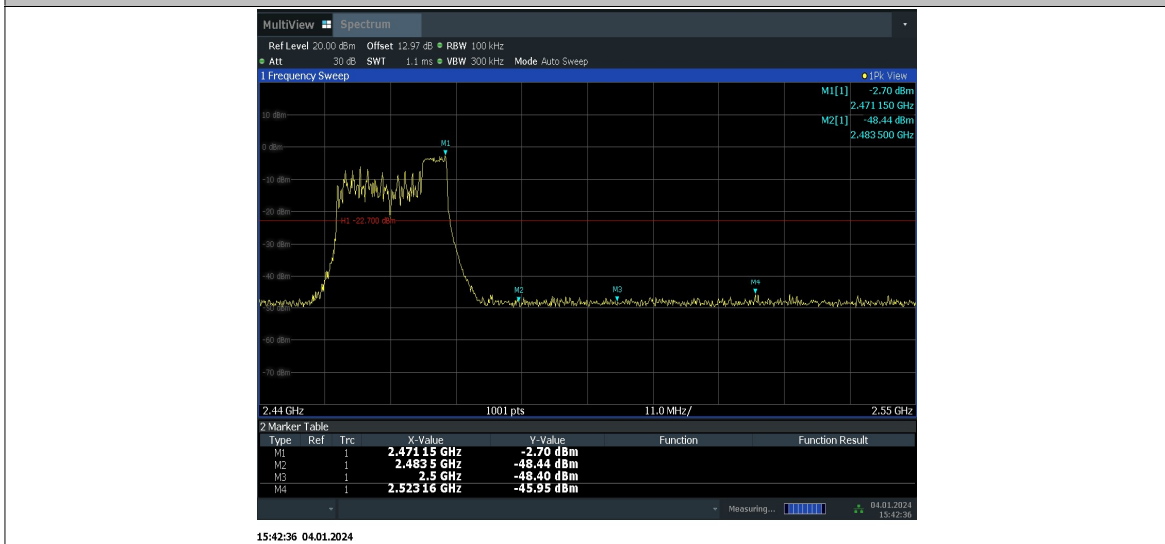 MultiView Spectrum
Ref Level 20.00 dBm Offset 12.97 dB RBW 100 kHz
Att 30 dB SWT 1.1 ms VBW 300 kHz Mode Auto Sweep
1 Frequency Sweep 1Pk View
M1[1] -2.70 dBm
2.471 150 GHz
M2[1] -48.44 dBm
2.483 500 GHz
10 dBm
0 dBm
M1
-10 dBm
-20 dBm
H1 -22.700 dBm
-30 dBm
-40 dBm
M2 M3 M4
-50 dBm
-60 dBm
-70 dBm
2.44 GHz 1001 pts 11.0 MHz/ 2.55 GHz
2 Marker Table
Type Ref Trc X-Value Y-Value Function Function Result
M1 1 2.471 15 GHz -2.70 dBm
M2 1 2.483 5 GHz -48.44 dBm
M3 1 2.5 GHz -48.40 dBm
M4 1 2.523 16 GHz -45.95 dBm
Measuring... 04.01.2024
15:42:36
15:42:36 04.01.2024